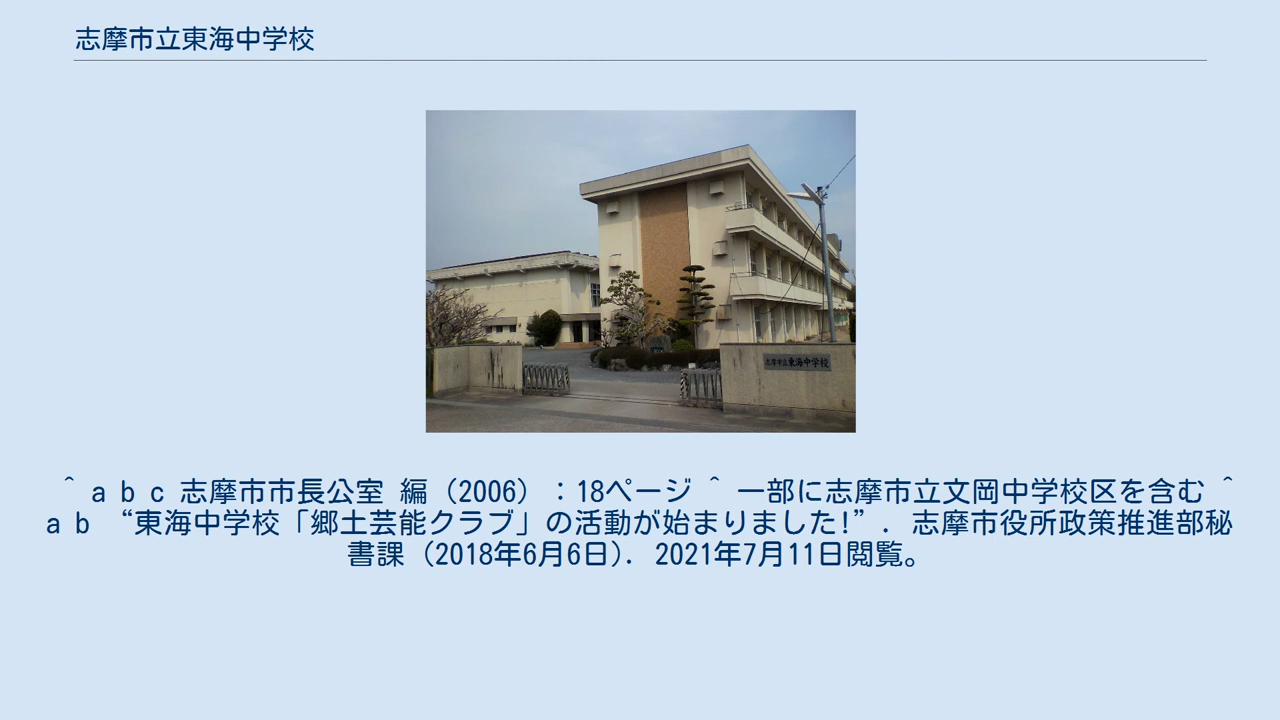 志摩市立東海中学校
志摩市立東海中学校
^ a b c 志摩市市長公室 編 (2006) : 18ページ ^ 一部に志摩市立文岡中学校区を含む ^
a b “東海中学校「郷土芸能クラブ」の活動が始まりました!”. 志摩市役所政策推進部秘
書課 (2018年6月6日). 2021年7月11日閲覧。